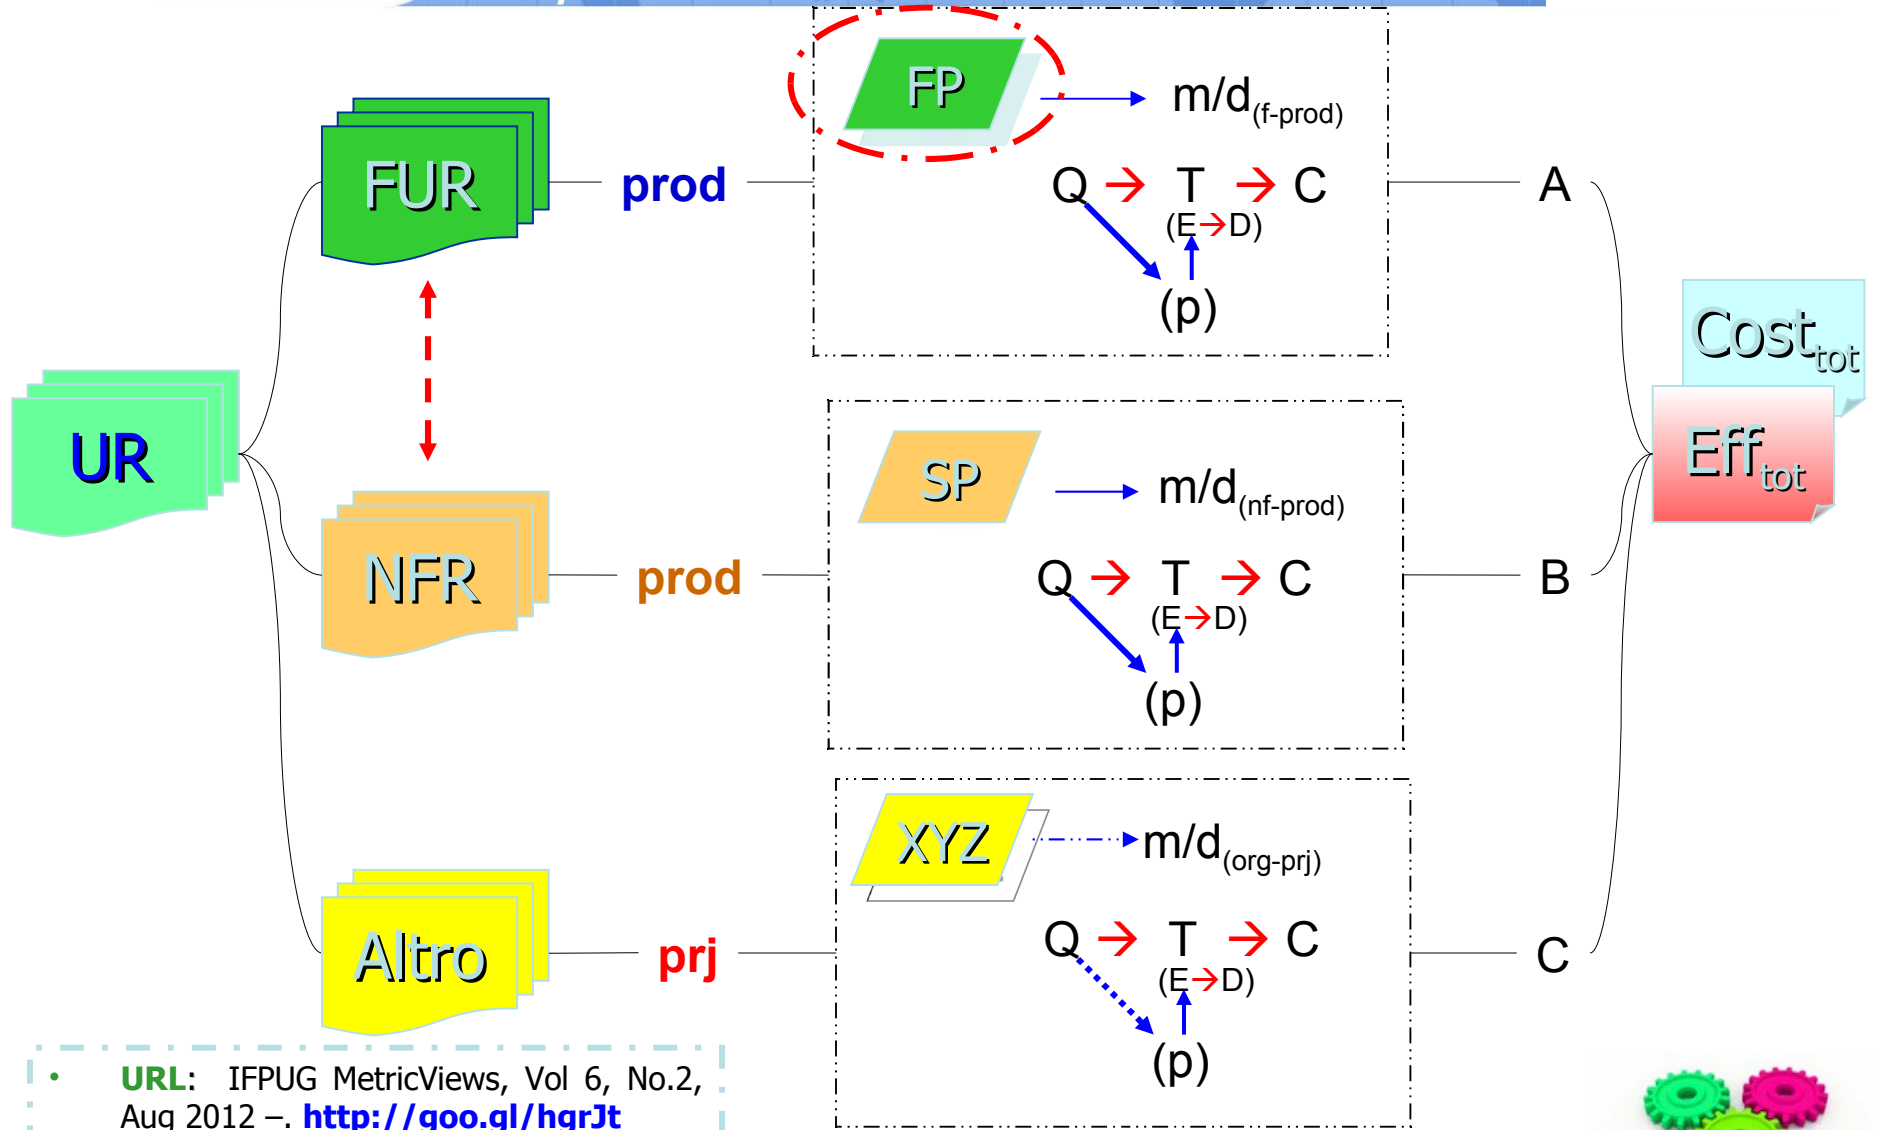 FP
m/d(f-prod)
FUR
prod
Q → T → C
(E→D)
(p)
A
UR
Costtot
Efftot
SP
m/d(nf-prod)
NFR
prod
Q → T → C
(E→D)
(p)
B
XYZ
m/d(org-prj)
Altro
prj
Q → T → C
(E→D)
(p)
C
• URL: IFPUG MetricViews, Vol 6, No.2,
Aug 2012 –. http://goo.gl/hgrJt